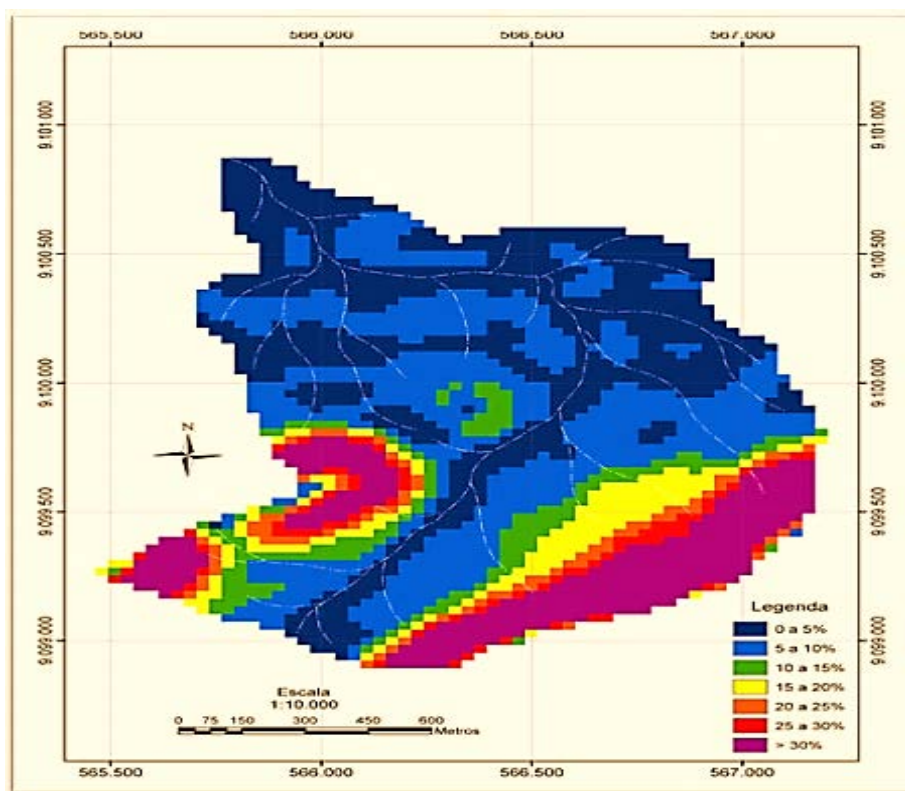 565.500 566.000 566.500 567.000
9.101.000 9.101.000
9.100.500 9.100.500
9.100.000 9.100.000
N
9.099.500 9.099.500
9.099.000 9.099.000
Legenda
0 a 5%
5 a 10%
10 a 15%
15 a 20%
20 a 25%
25 a 30%
> 30%
Escala
1:10.000
0 75 150 300 450 600
Metros
565.500 566.000 566.500 567.000